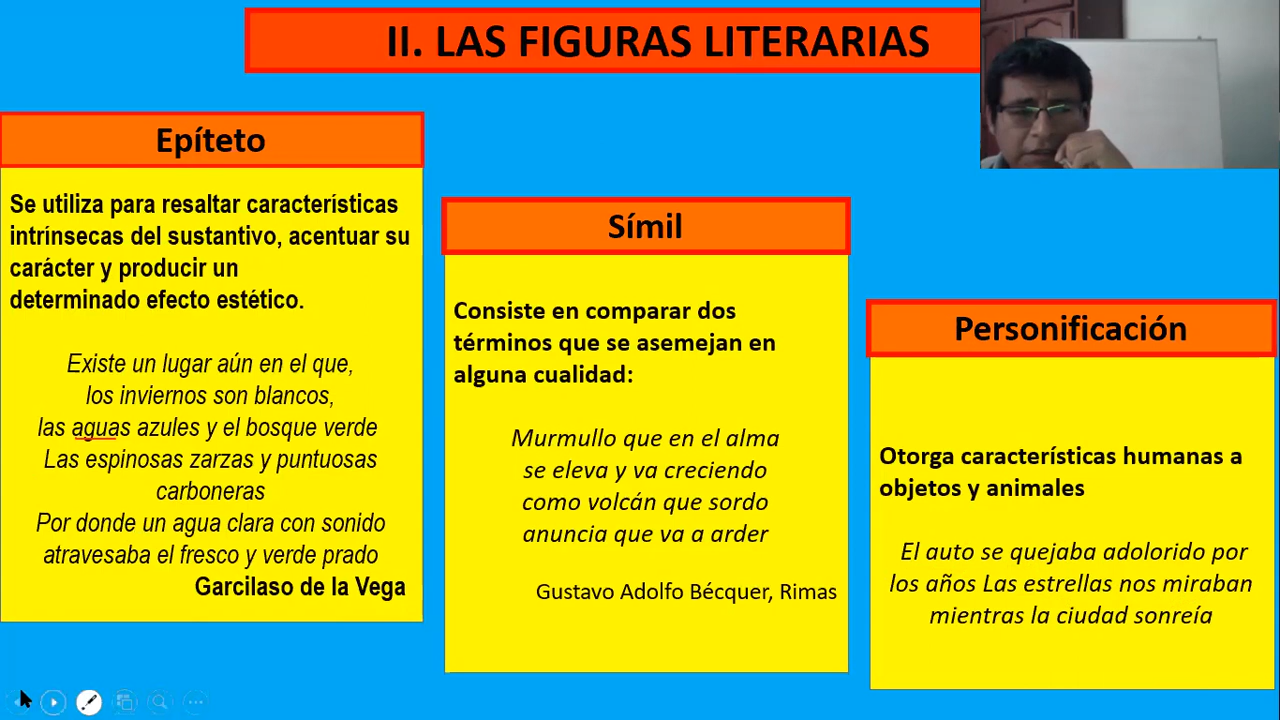 II. LAS FIGURAS LITERARIAS
Epíteto
Se utiliza para resaltar características
intrínsecas del sustantivo, acentuar su
carácter y producir un
determinado efecto estético.
Existe un lugar aún en el que,
los inviernos son blancos,
las aguas azules y el bosque verde
Las espinosas zarzas y puntuosas
carboneras
Por donde un agua clara con sonido
atravesaba el fresco y verde prado
Garcilaso de la Vega
Símil
Consiste en comparar dos
términos que se asemejan en
alguna cualidad:
Murmullo que en el alma
se eleva y va creciendo
como volcán que sordo
anuncia que va a arder
Gustavo Adolfo Bécquer, Rimas
Personificación
Otorga características humanas a
objetos y animales
El auto se quejaba adolorido por
los años Las estrellas nos miraban
mientras la ciudad sonreía